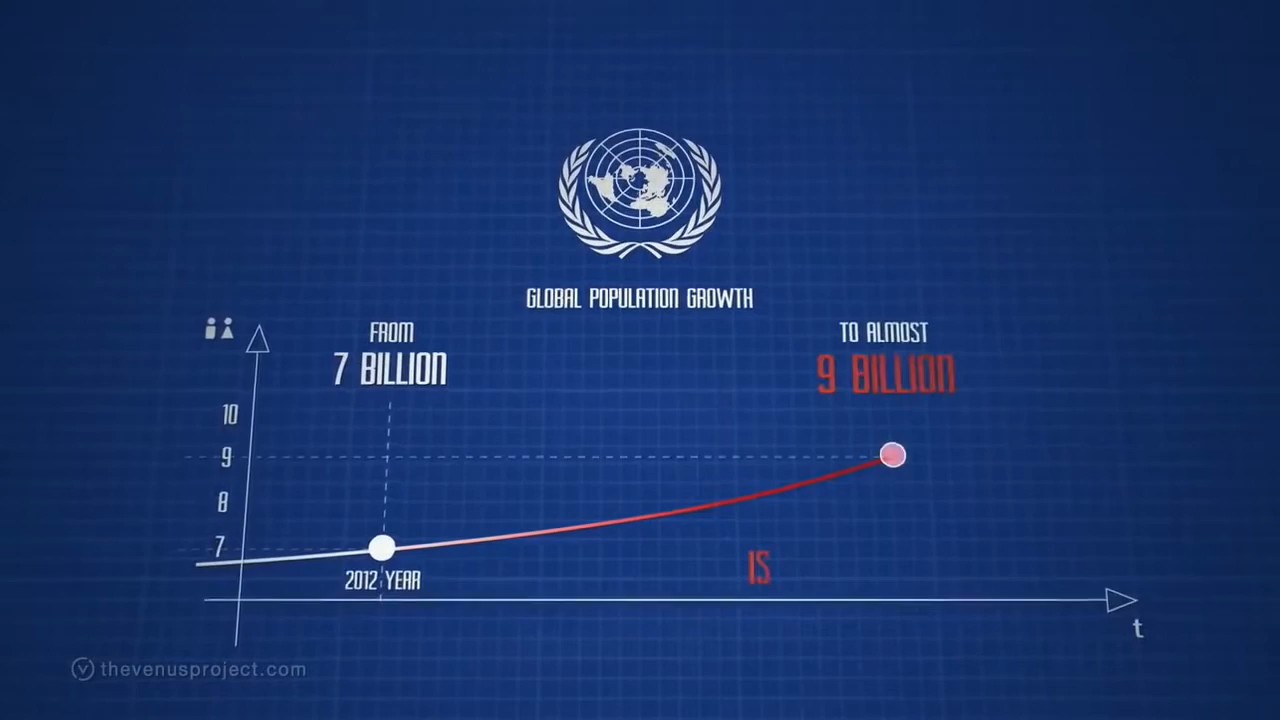 GLOBAL POPULATION GROWTH
FROM
7 BILLION
TO ALMOST
9 BILLION
10
9
8
7
2012 YEAR
IS
t
thevenusproject.com